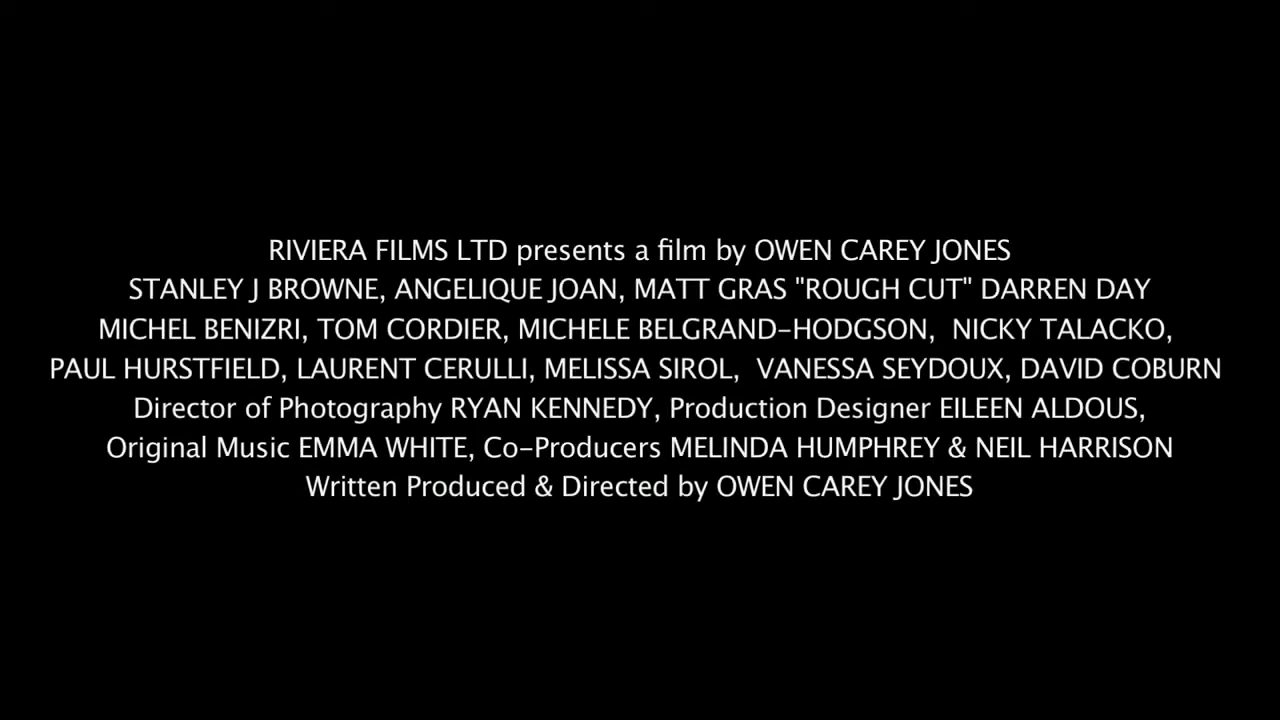 RIVIERA FILMS LTD presents a film by OWEN CAREY JONES
STANLEY J BROWNE, ANGELIQUE JOAN, MATT GRAS "ROUGH CUT" DARREN DAY
MICHEL BENIZRI, TOM CORDIER, MICHELE BELGRAND-HODGSON,  NICKY TALACKO,
PAUL HURSTFIELD, LAURENT CERULLI, MELISSA SIROL,  VANESSA SEYDOUX, DAVID COBURN
Director of Photography RYAN KENNEDY, Production Designer EILEEN ALDOUS,
Original Music EMMA WHITE, Co-Producers MELINDA HUMPHREY & NEIL HARRISON
Written Produced & Directed by OWEN CAREY JONES